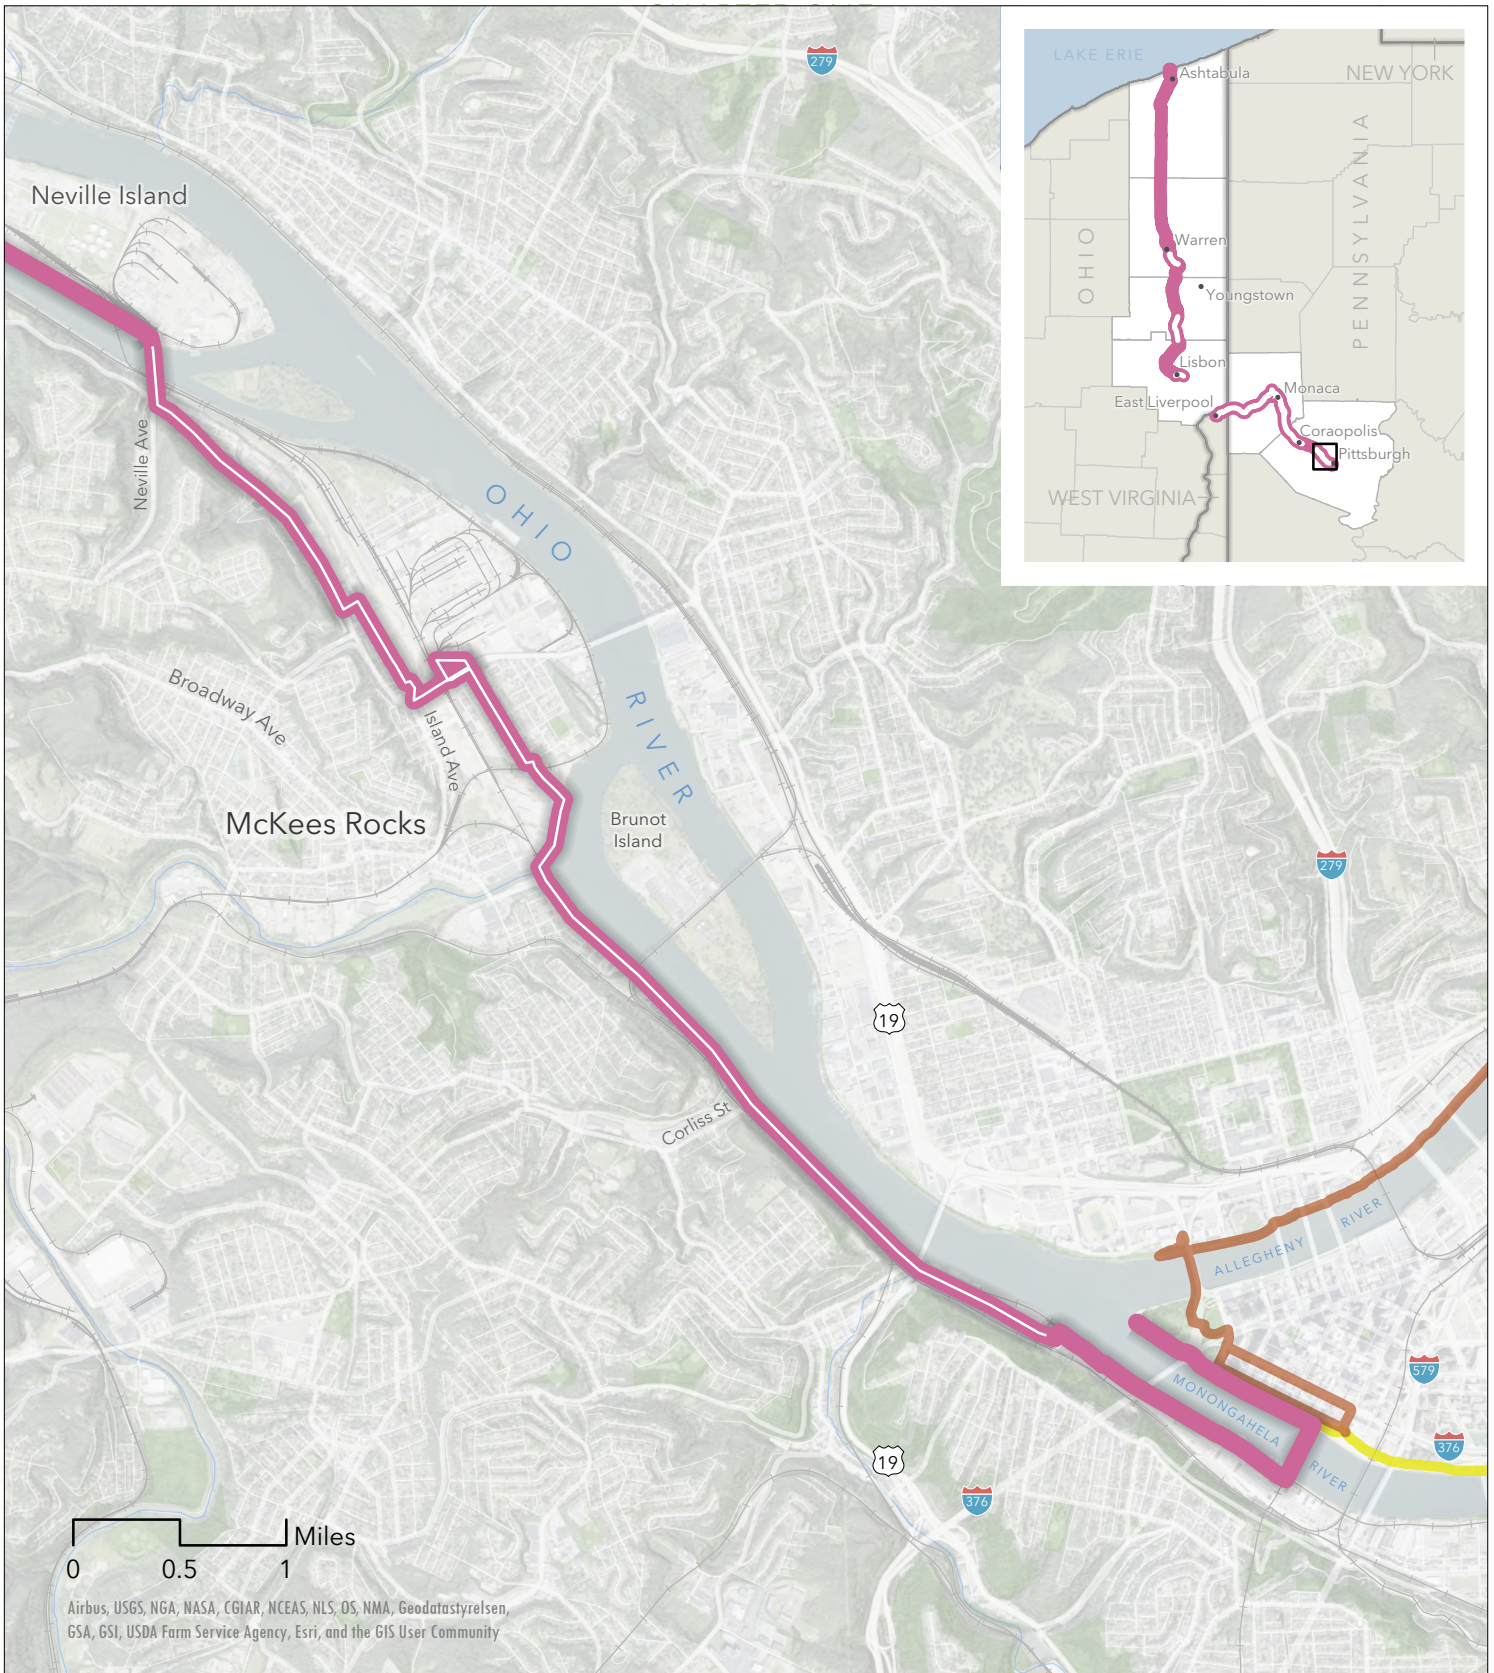 279
LAKE ERIE
Ashtabula
NEW YORK
PENNSYLVANIA
OHIO
Warren
Youngstown
Lisbon
Monaca
East Liverpool
Coraopolis
Pittsburgh
WEST VIRGINIA
Neville Island
Neville Ave
OHIO
RIVER
Broadway Ave
Island Ave
McKees Rocks
Brunot
Island
279
19
Corliss St
ALLEGHENY
RIVER
MONONGAHELA
RIVER
579
376
19
376
Miles
0 0.5 1
Airbus, USGS, NGA, NASA, CGIAR, NCEAS, NLS, OS, NMA, Geodatastyrelsen,
GSA, GSI, USDA Farm Service Agency, Esri, and the GIS User Community